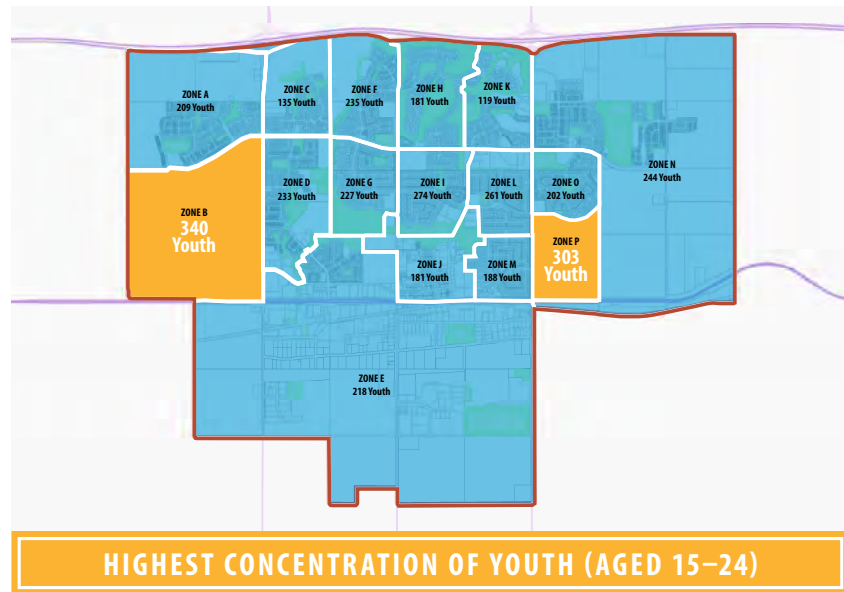 ZONE A
209 Youth
ZONE C
135 Youth
ZONE F
235 Youth
ZONE H
181 Youth
ZONE K
119 Youth
ZONE N
244 Youth
ZONE B
340
Youth
ZONE D
233 Youth
ZONE G
227 Youth
ZONE I
274 Youth
ZONE L
261 Youth
ZONE O
202 Youth
ZONE J
181 Youth
ZONE M
188 Youth
ZONE P
303
Youth
ZONE E
218 Youth
HIGHEST CONCENTRATION OF YOUTH (AGED 15–24)